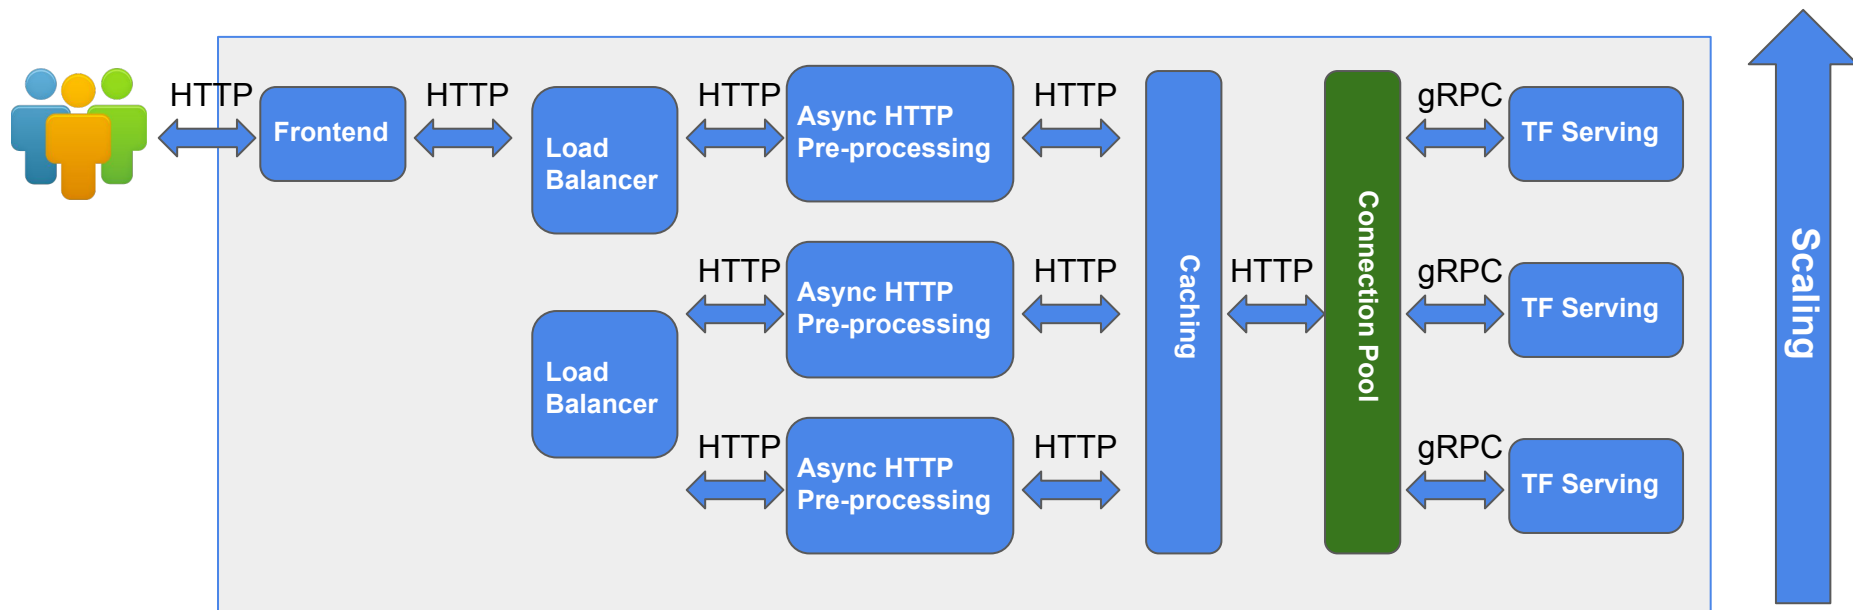 HTTP
Frontend
HTTP
Load
Balancer
HTTP
Async HTTP
Pre-processing
HTTP
gRPC
TF Serving
Load
Balancer
HTTP
Async HTTP
Pre-processing
HTTP
Caching
HTTP
Connection Pool
gRPC
TF Serving
HTTP
Async HTTP
Pre-processing
HTTP
gRPC
TF Serving
Scaling